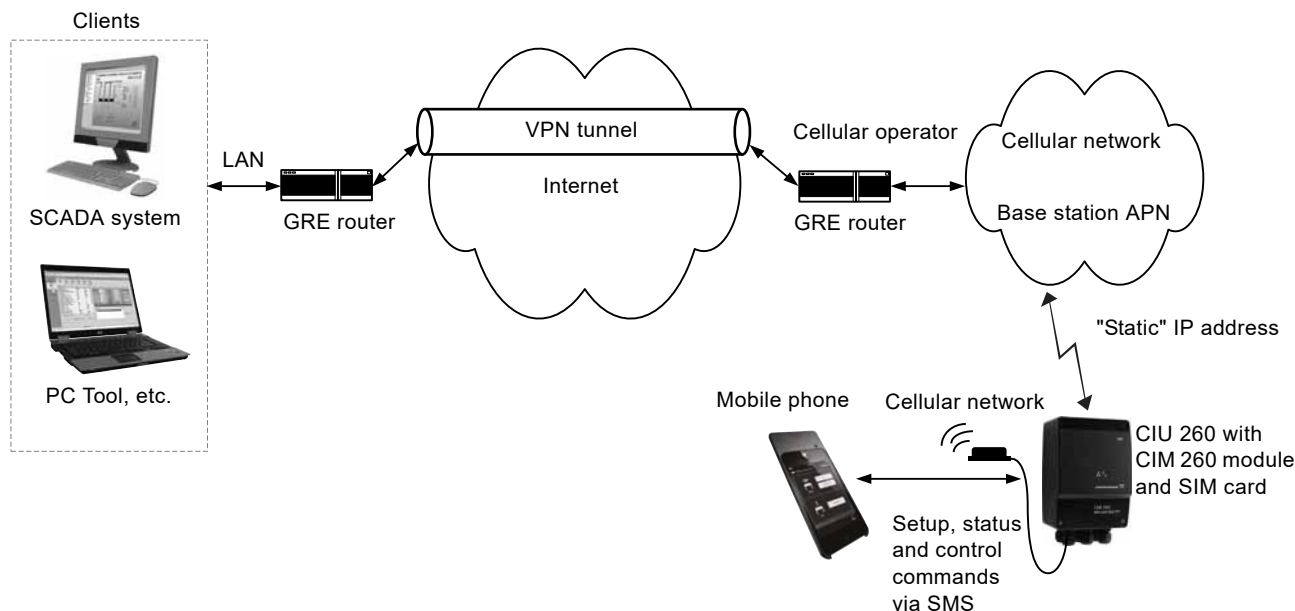 Clients
SCADA system
PC Tool, etc.
LAN
GRE router
VPN tunnel
Internet
Cellular operator
GRE router
Cellular network
Base station APN
"Static" IP address
Mobile phone
Cellular network
Setup, status
and control
commands
via SMS
CIU 260 with
CIM 260 module
and SIM card